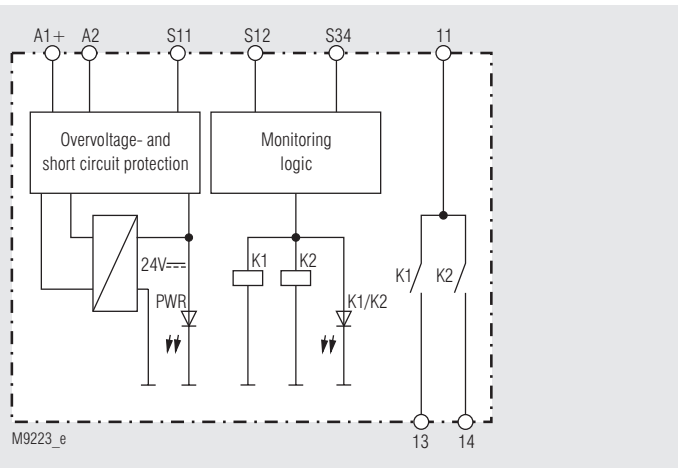 A1+ A2 S11 S12 S34 11
Overvoltage- and
short circuit protection
Monitoring
logic
24V
PWR
K1
K2
K1/K2
K1
K2
13 14
M9223_e